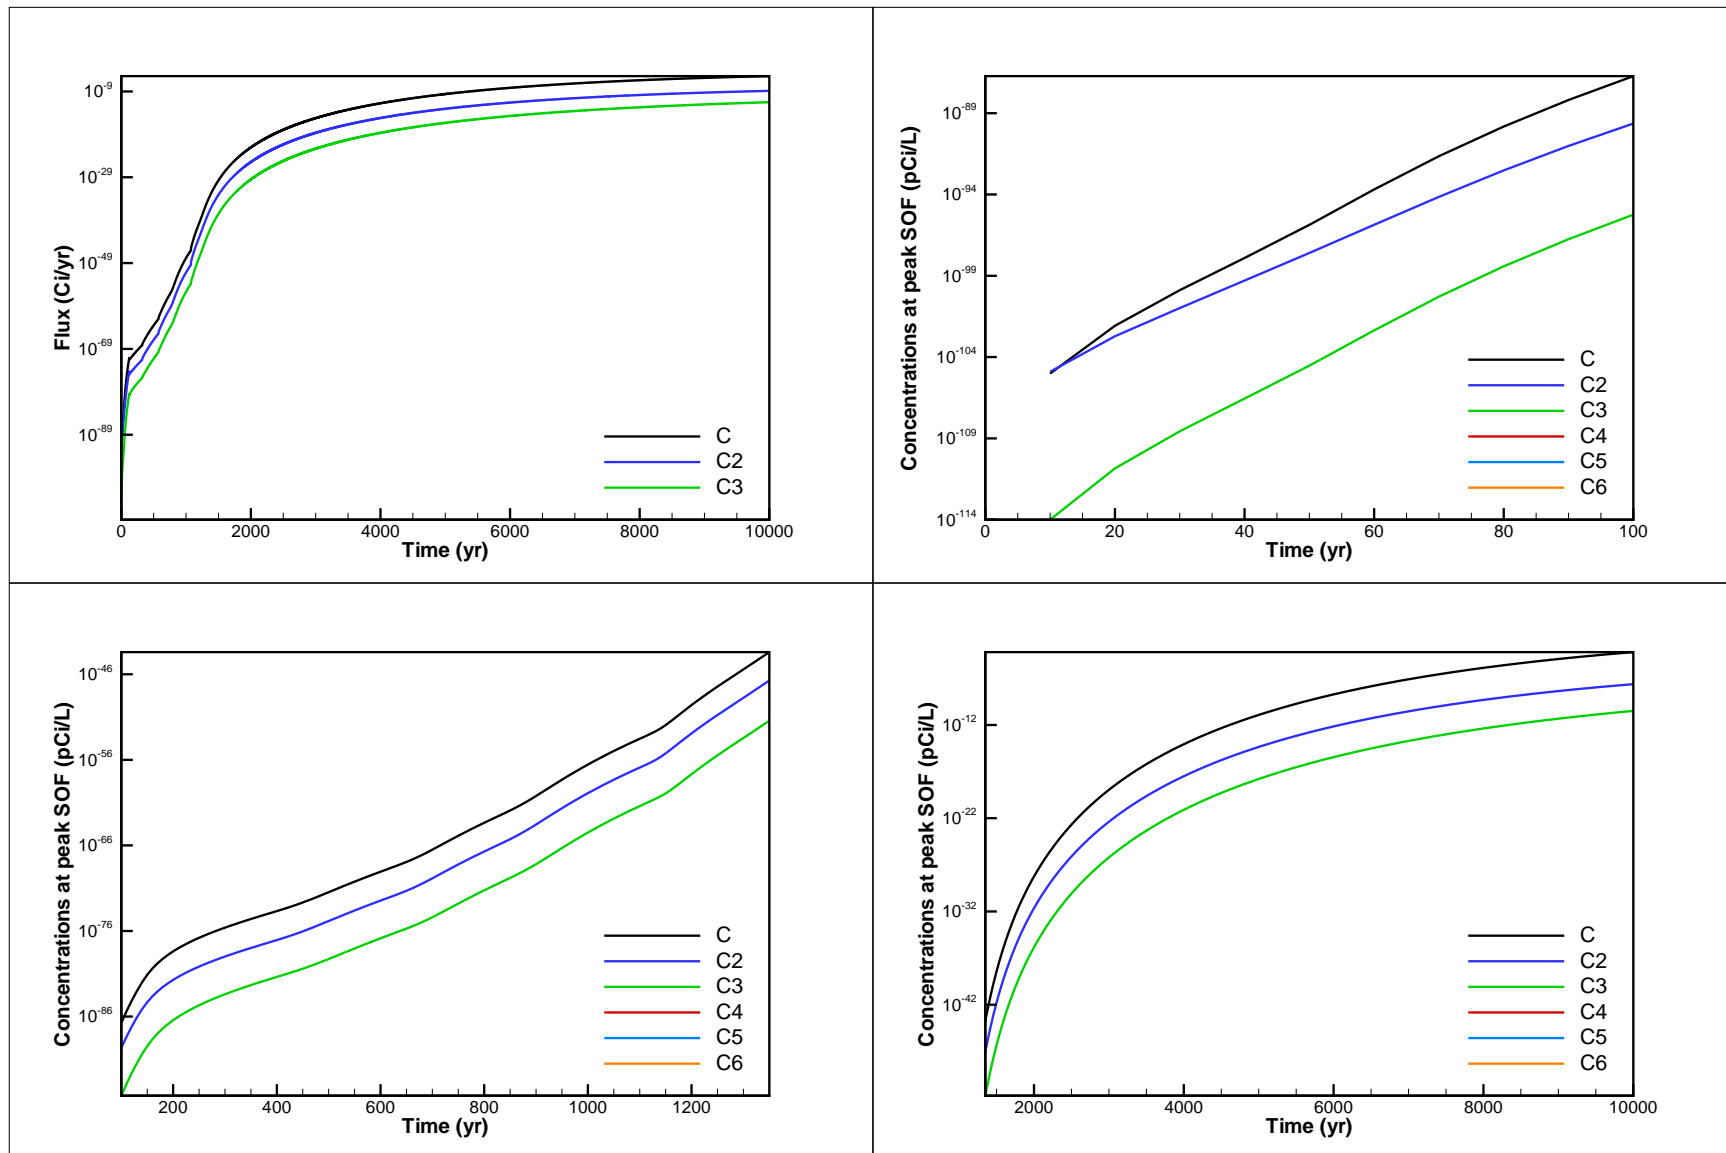 Flux (Ci/yr)
10^-9
10^-29
10^-49
10^-69
10^-89
C
C2
C3
0 2000 4000 6000 8000 10000
Time (yr)
Concentrations at peak SOF (pCi/L)
10^-89
10^-94
10^-99
10^-104
10^-109
10^-114
C
C2
C3
C4
C5
C6
0 20 40 60 80 100
Time (yr)
Concentrations at peak SOF (pCi/L)
10^-46
10^-56
10^-66
10^-76
10^-86
C
C2
C3
C4
C5
C6
200 400 600 800 1000 1200
Time (yr)
Concentrations at peak SOF (pCi/L)
10^-12
10^-22
10^-32
10^-42
C
C2
C3
C4
C5
C6
2000 4000 6000 8000 10000
Time (yr)